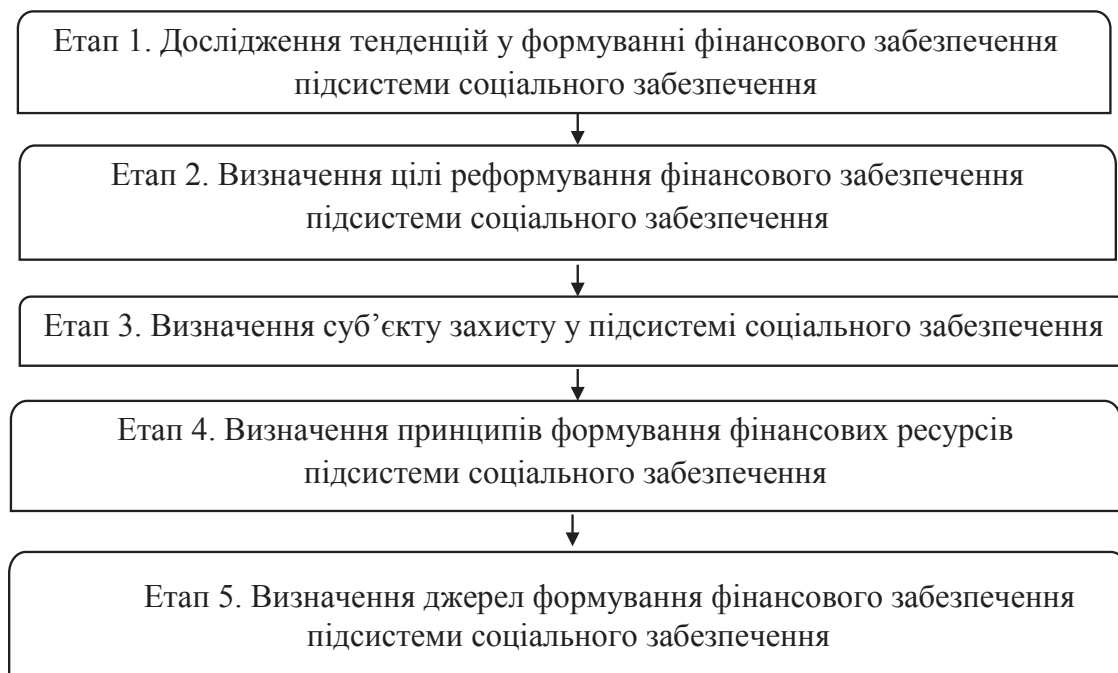 Етап 1. Дослідження тенденцій у формуванні фінансового забезпечення
підсистеми соціального забезпечення
Етап 2. Визначення цілі реформування фінансового забезпечення
підсистеми соціального забезпечення
Етап 3. Визначення суб’єкту захисту у підсистемі соціального забезпечення
Етап 4. Визначення принципів формування фінансових ресурсів
підсистеми соціального забезпечення
Етап 5. Визначення джерел формування фінансового забезпечення
підсистеми соціального забезпечення